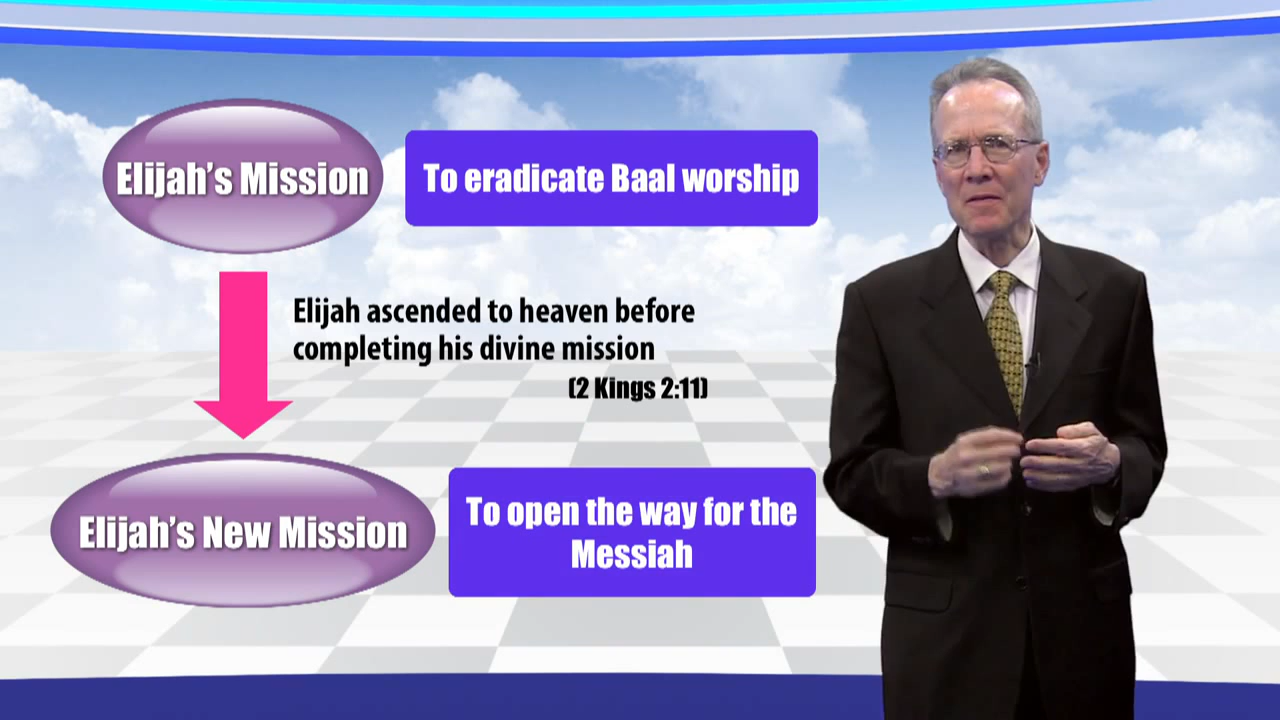 Elijah’s Mission
To eradicate Baal worship
Elijah ascended to heaven before
completing his divine mission
(2 Kings 2:11)
Elijah’s New Mission
To open the way for the
Messiah